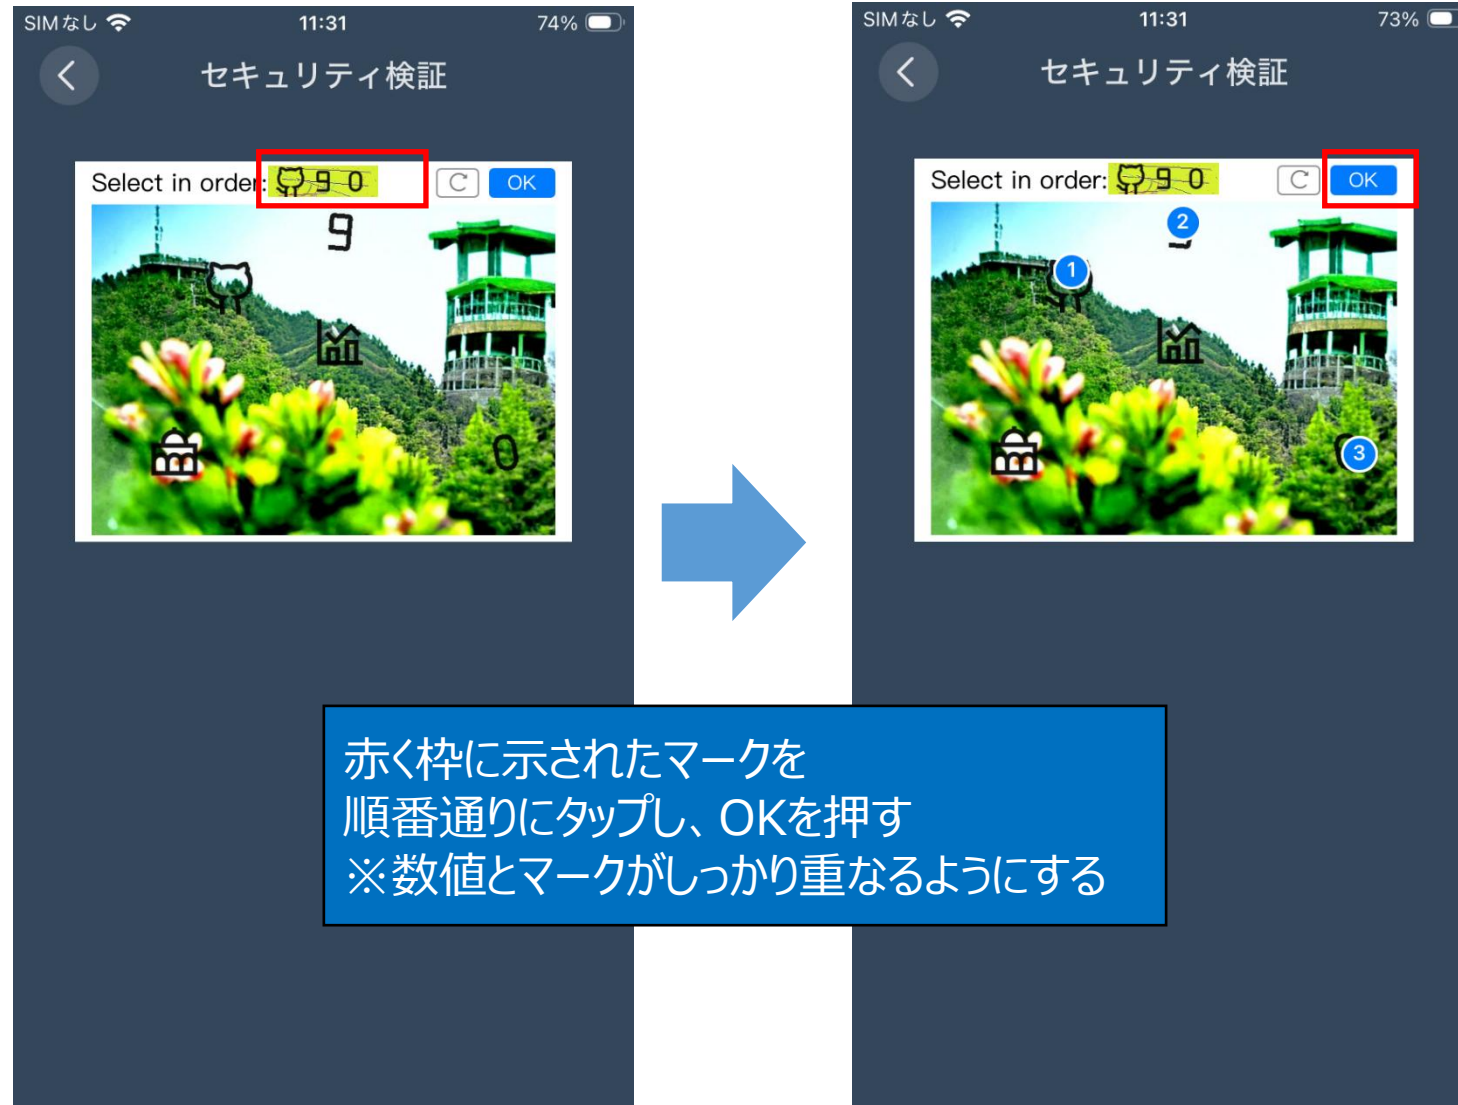 SIMなし 11:31 74%
セキュリティ検証
Select in order: 9 0 C OK
9
0
SIMなし 11:31 73%
セキュリティ検証
Select in order: 9 0 C OK
2
1
3
赤く枠に示されたマークを
順番通りにタップし、OKを押す
※数値とマークがしっかり重なるようにする